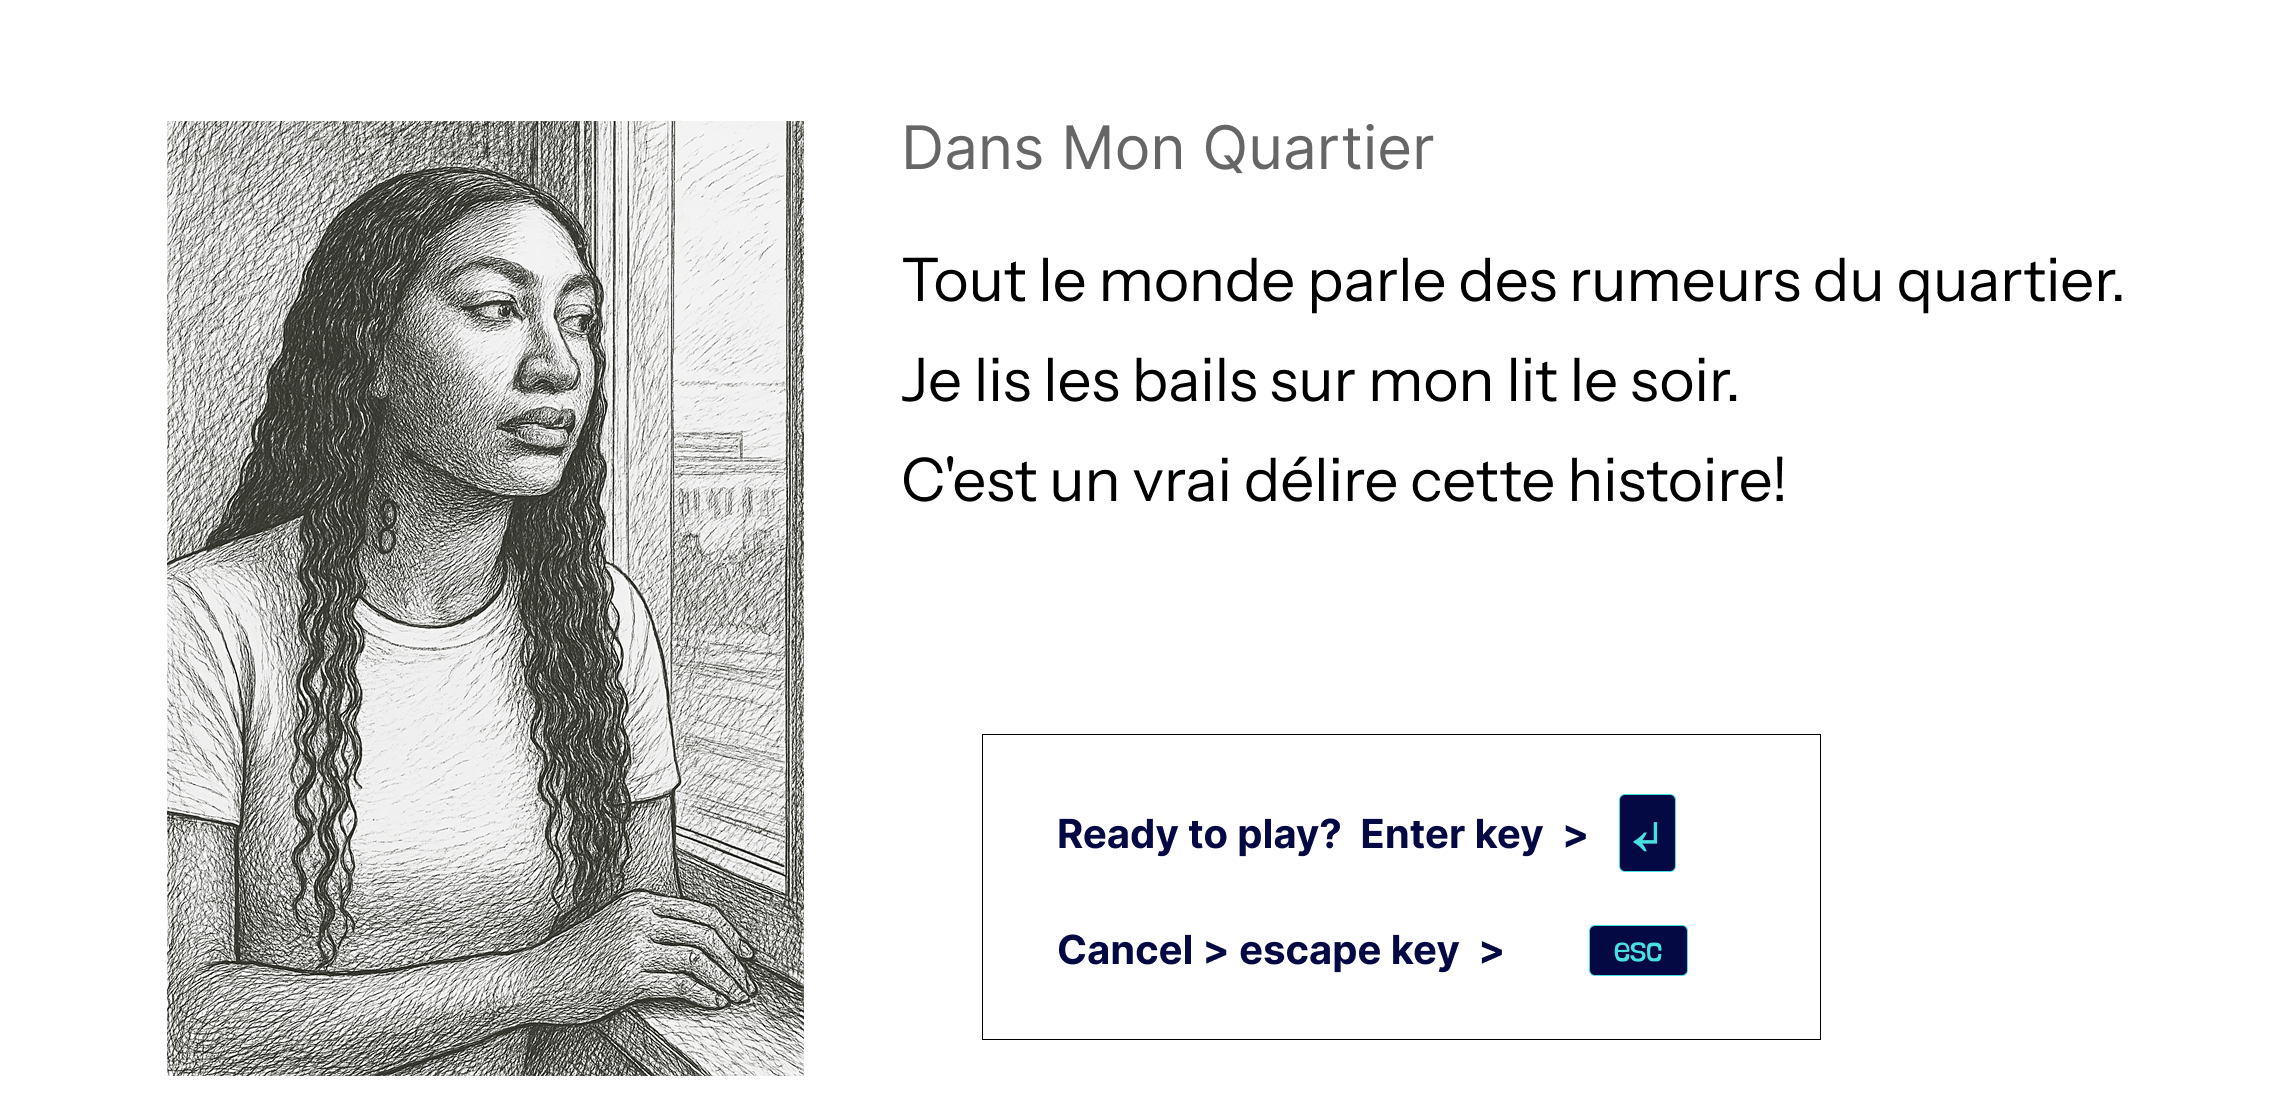 Dans Mon Quartier
Tout le monde parle des rumeurs du quartier.
Je lis les bails sur mon lit le soir.
C'est un vrai délire cette histoire!
Ready to play? Enter key >
Cancel > escape key > esc